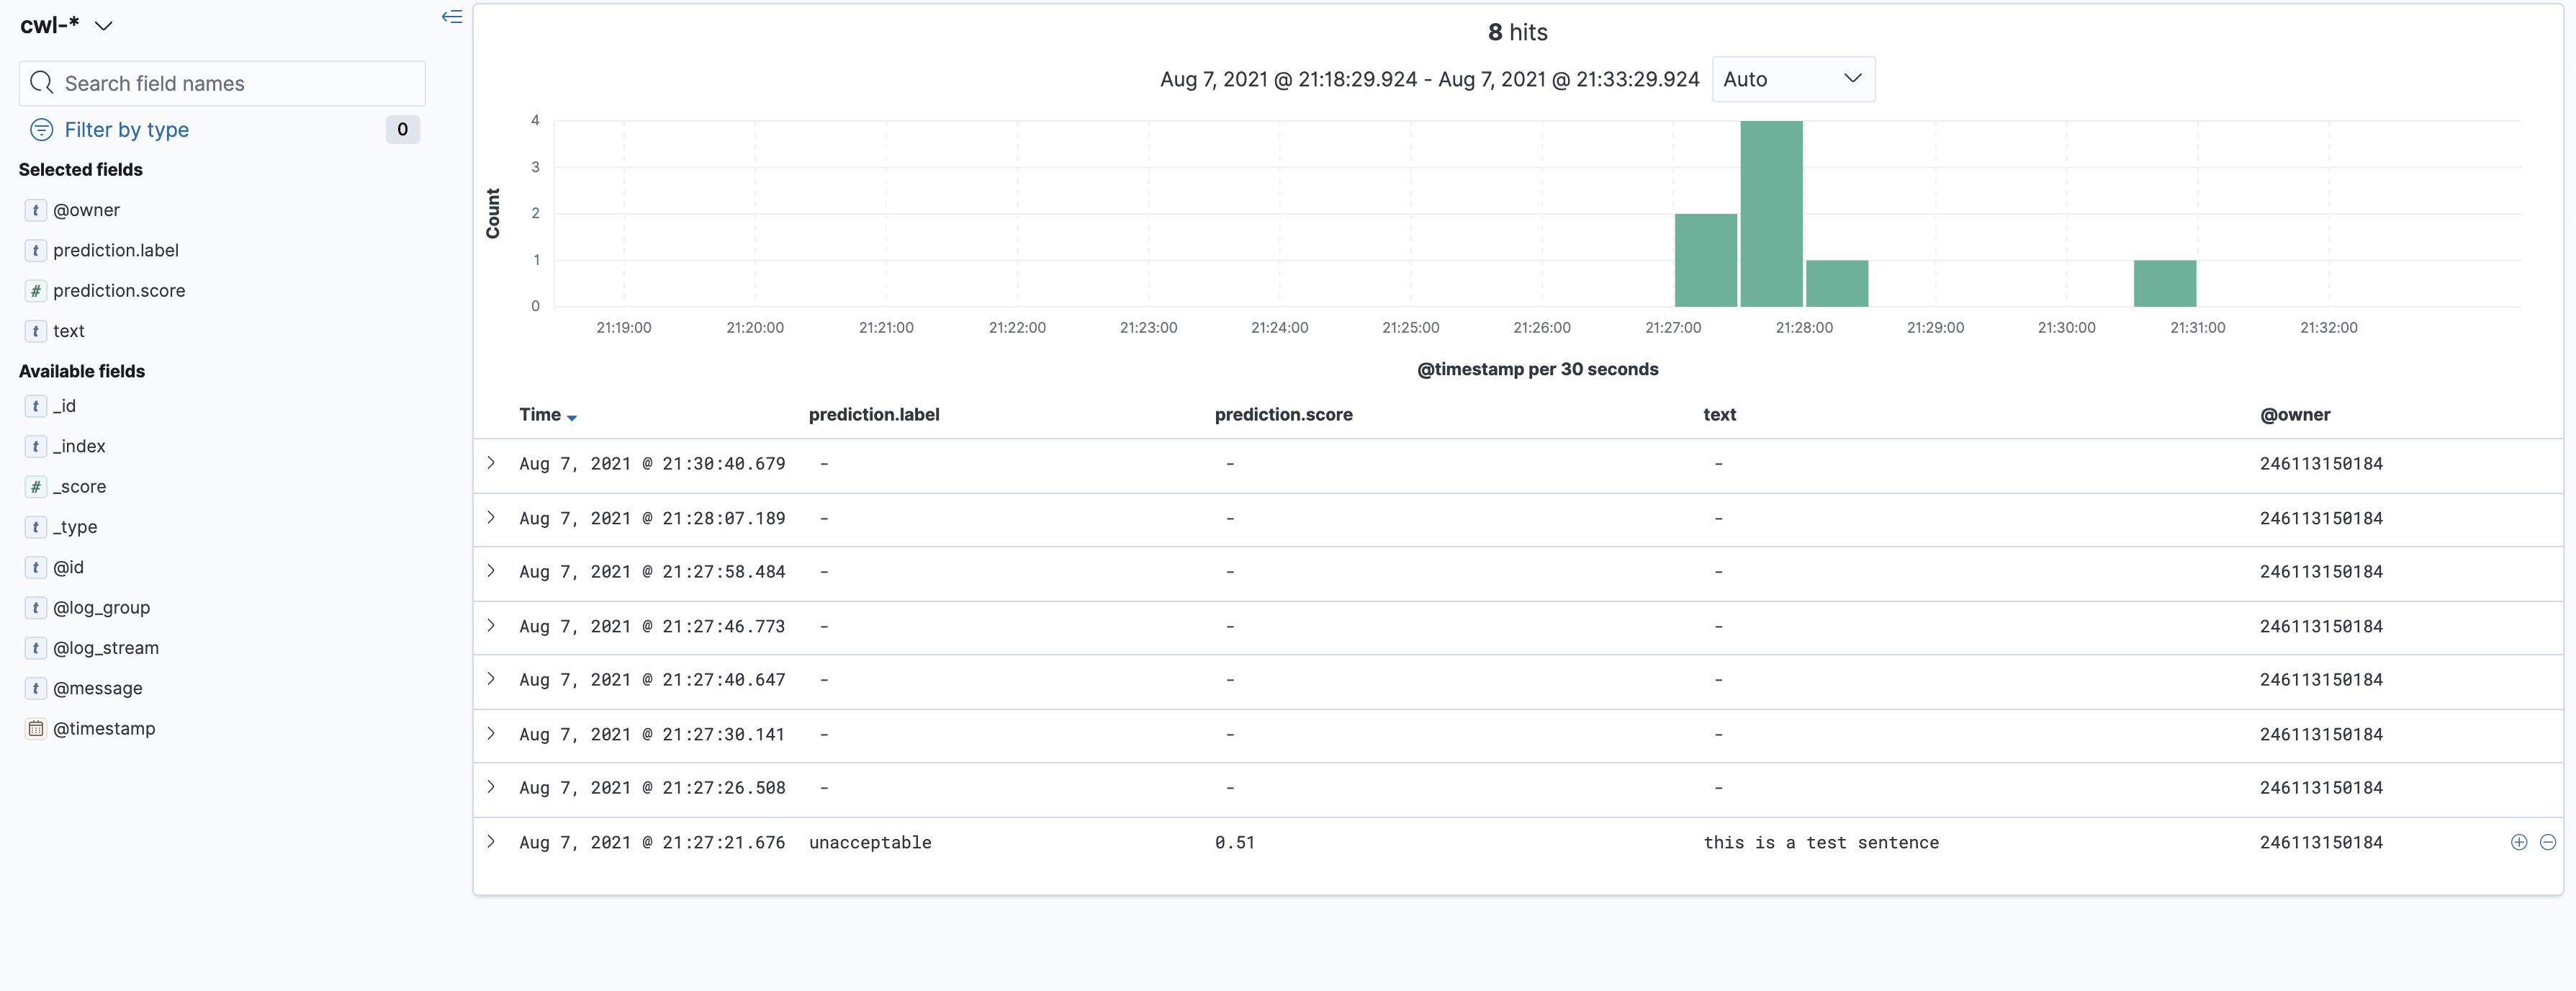 cwl-*
Search field names
Filter by type 0
Selected fields
t @owner
t prediction.label
# prediction.score
t text
Available fields
t _id
t _index
# _score
t _type
t @id
t @log_group
t @log_stream
t @message
@timestamp
8 hits
Aug 7, 2021 @ 21:18:29.924 - Aug 7, 2021 @ 21:33:29.924 Auto
4
3
2
1
0
Count
21:19:00 21:20:00 21:21:00 21:22:00 21:23:00 21:24:00 21:25:00 21:26:00 21:27:00 21:28:00 21:29:00 21:30:00 21:31:00 21:32:00
@timestamp per 30 seconds
Time prediction.label prediction.score text @owner
Aug 7, 2021 @ 21:30:40.679 - - - 246113150184
Aug 7, 2021 @ 21:28:07.189 - - - 246113150184
Aug 7, 2021 @ 21:27:58.484 - - - 246113150184
Aug 7, 2021 @ 21:27:46.773 - - - 246113150184
Aug 7, 2021 @ 21:27:40.647 - - - 246113150184
Aug 7, 2021 @ 21:27:30.141 - - - 246113150184
Aug 7, 2021 @ 21:27:26.508 - - - 246113150184
Aug 7, 2021 @ 21:27:21.676 unacceptable 0.51 this is a test sentence 246113150184